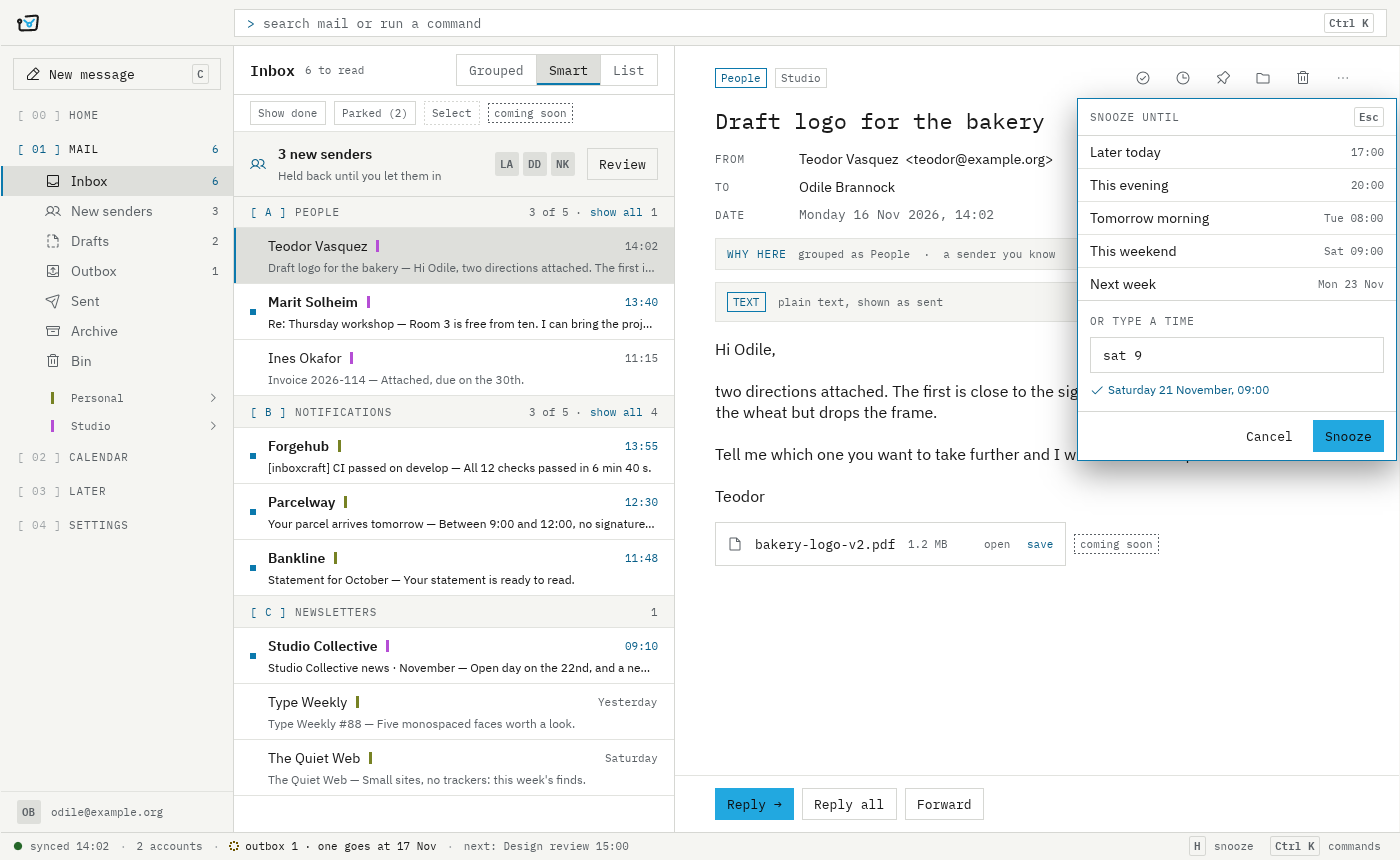 > search mail or run a command
Ctrl K
New message
C
[ 00 ] HOME
[ 01 ] MAIL 6
Inbox 6
New senders 3
Drafts 2
Outbox 1
Sent
Archive
Bin
Personal
Studio
[ 02 ] CALENDAR
[ 03 ] LATER
[ 04 ] SETTINGS
OB odile@example.org
Inbox 6 to read
Grouped Smart List
Show done Parked (2) Select coming soon
3 new senders
Held back until you let them in
LA DD NK Review
[ A ] PEOPLE 3 of 5 · show all 1
Teodor Vasquez 14:02
Draft logo for the bakery — Hi Odile, two directions attached. The first i…
Marit Solheim 13:40
Re: Thursday workshop — Room 3 is free from ten. I can bring the proj…
Ines Okafor 11:15
Invoice 2026-114 — Attached, due on the 30th.
[ B ] NOTIFICATIONS 3 of 5 · show all 4
Forgehub 13:55
[inboxcraft] CI passed on develop — All 12 checks passed in 6 min 40 s.
Parcelway 12:30
Your parcel arrives tomorrow — Between 9:00 and 12:00, no signature…
Bankline 11:48
Statement for October — Your statement is ready to read.
[ C ] NEWSLETTERS 1
Studio Collective 09:10
Studio Collective news · November — Open day on the 22nd, and a ne…
Type Weekly Yesterday
Type Weekly #88 — Five monospaced faces worth a look.
The Quiet Web Saturday
The Quiet Web — Small sites, no trackers: this week's finds.
People Studio
Draft logo for the bakery
FROM Teodor Vasquez <teodor@example.org>
TO Odile Brannock
DATE Monday 16 Nov 2026, 14:02
WHY HERE grouped as People · a sender you know
TEXT plain text, shown as sent
Hi Odile,
two directions attached. The first is close to the sig
the wheat but drops the frame.
Tell me which one you want to take further and I w
Teodor
bakery-logo-v2.pdf 1.2 MB open save coming soon
Reply → Reply all Forward
SNOOZE UNTIL Esc
Later today 17:00
This evening 20:00
Tomorrow morning Tue 08:00
This weekend Sat 09:00
Next week Mon 23 Nov
OR TYPE A TIME
sat 9
Saturday 21 November, 09:00
Cancel Snooze
synced 14:02 · 2 accounts · outbox 1 · one goes at 17 Nov · next: Design review 15:00
H snooze Ctrl K commands